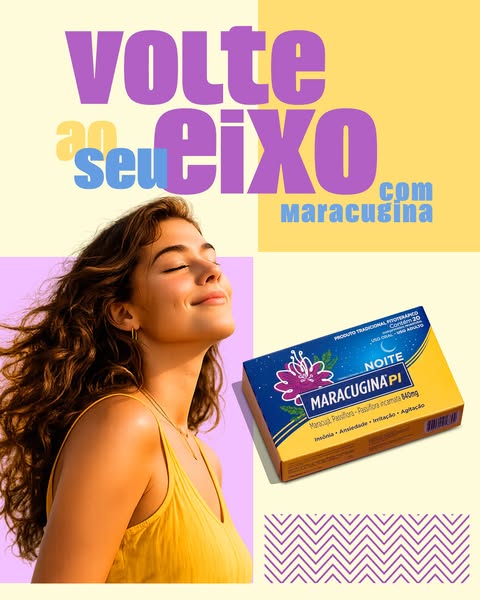 VOLTE
ao
seu eixo
com
Maracugina
PRODUTO TRADICIONAL FITOTERÁPICO
Contém 20
USO ORAL - USO ADULTO
NOITE
MARACUGINA PI
Maracujá, Passiflora - Passiflora incarnata 840mg
Insônia • Ansiedade • Irritação • Agitação